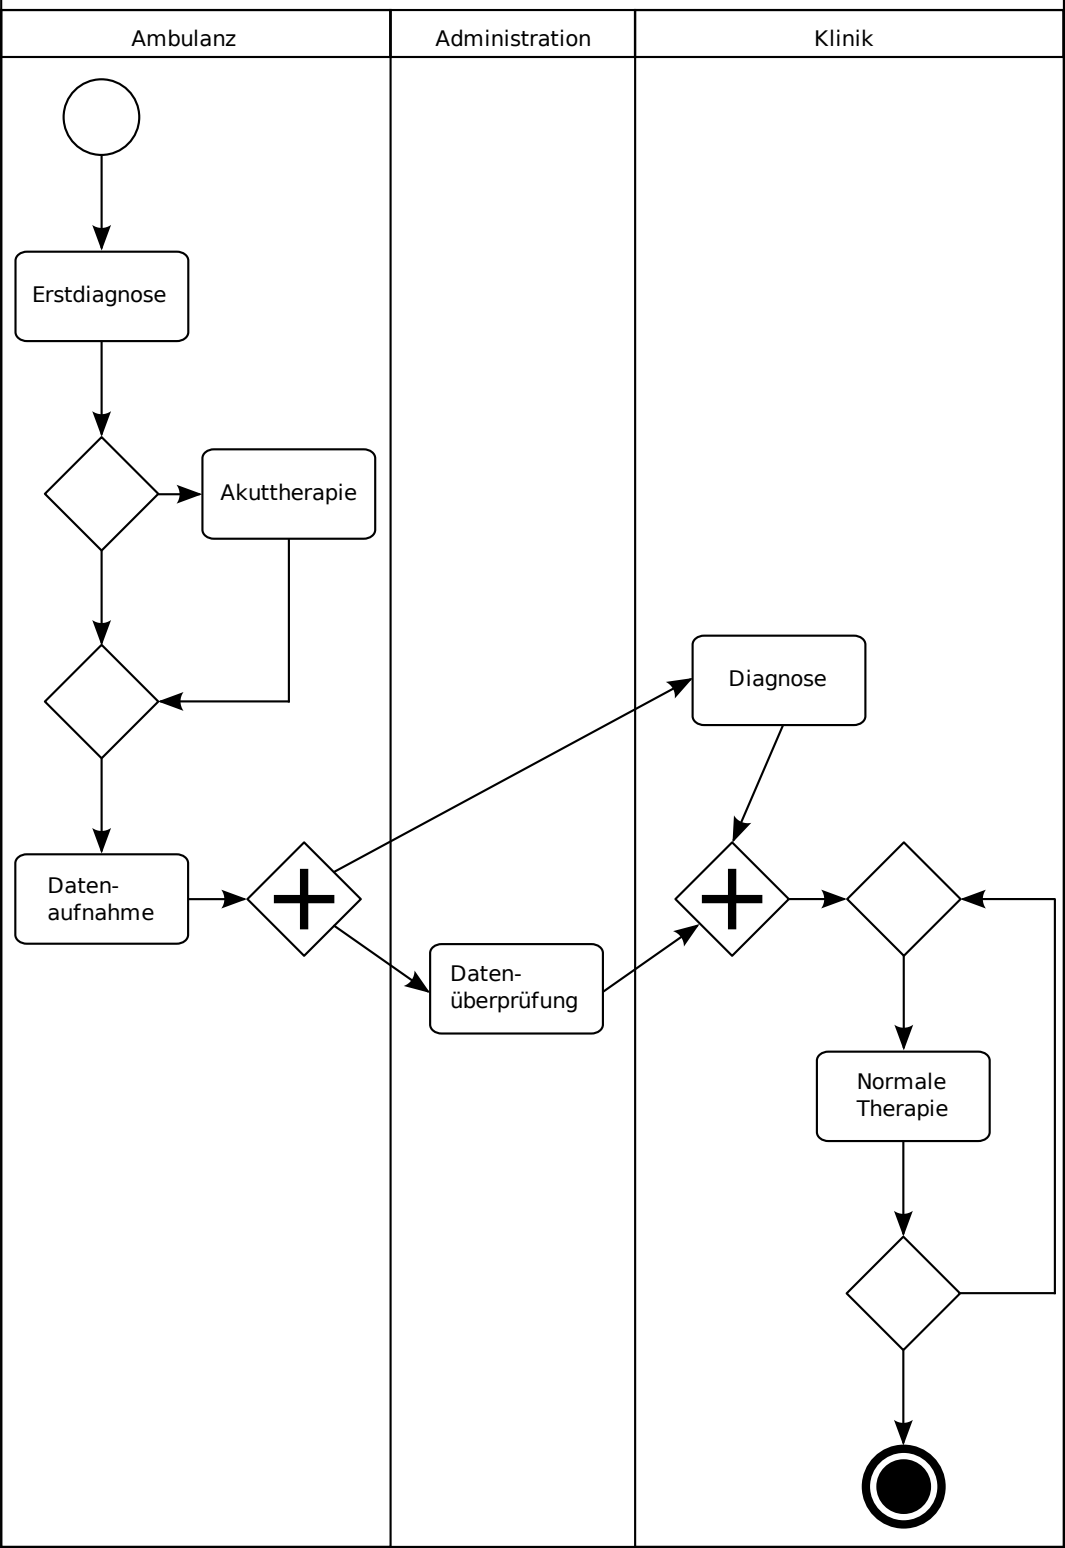 Ambulanz
Administration
Klinik
Erstdiagnose
Akuttherapie
Diagnose
Daten-
aufnahme
Daten-
überprüfung
Normale
Therapie